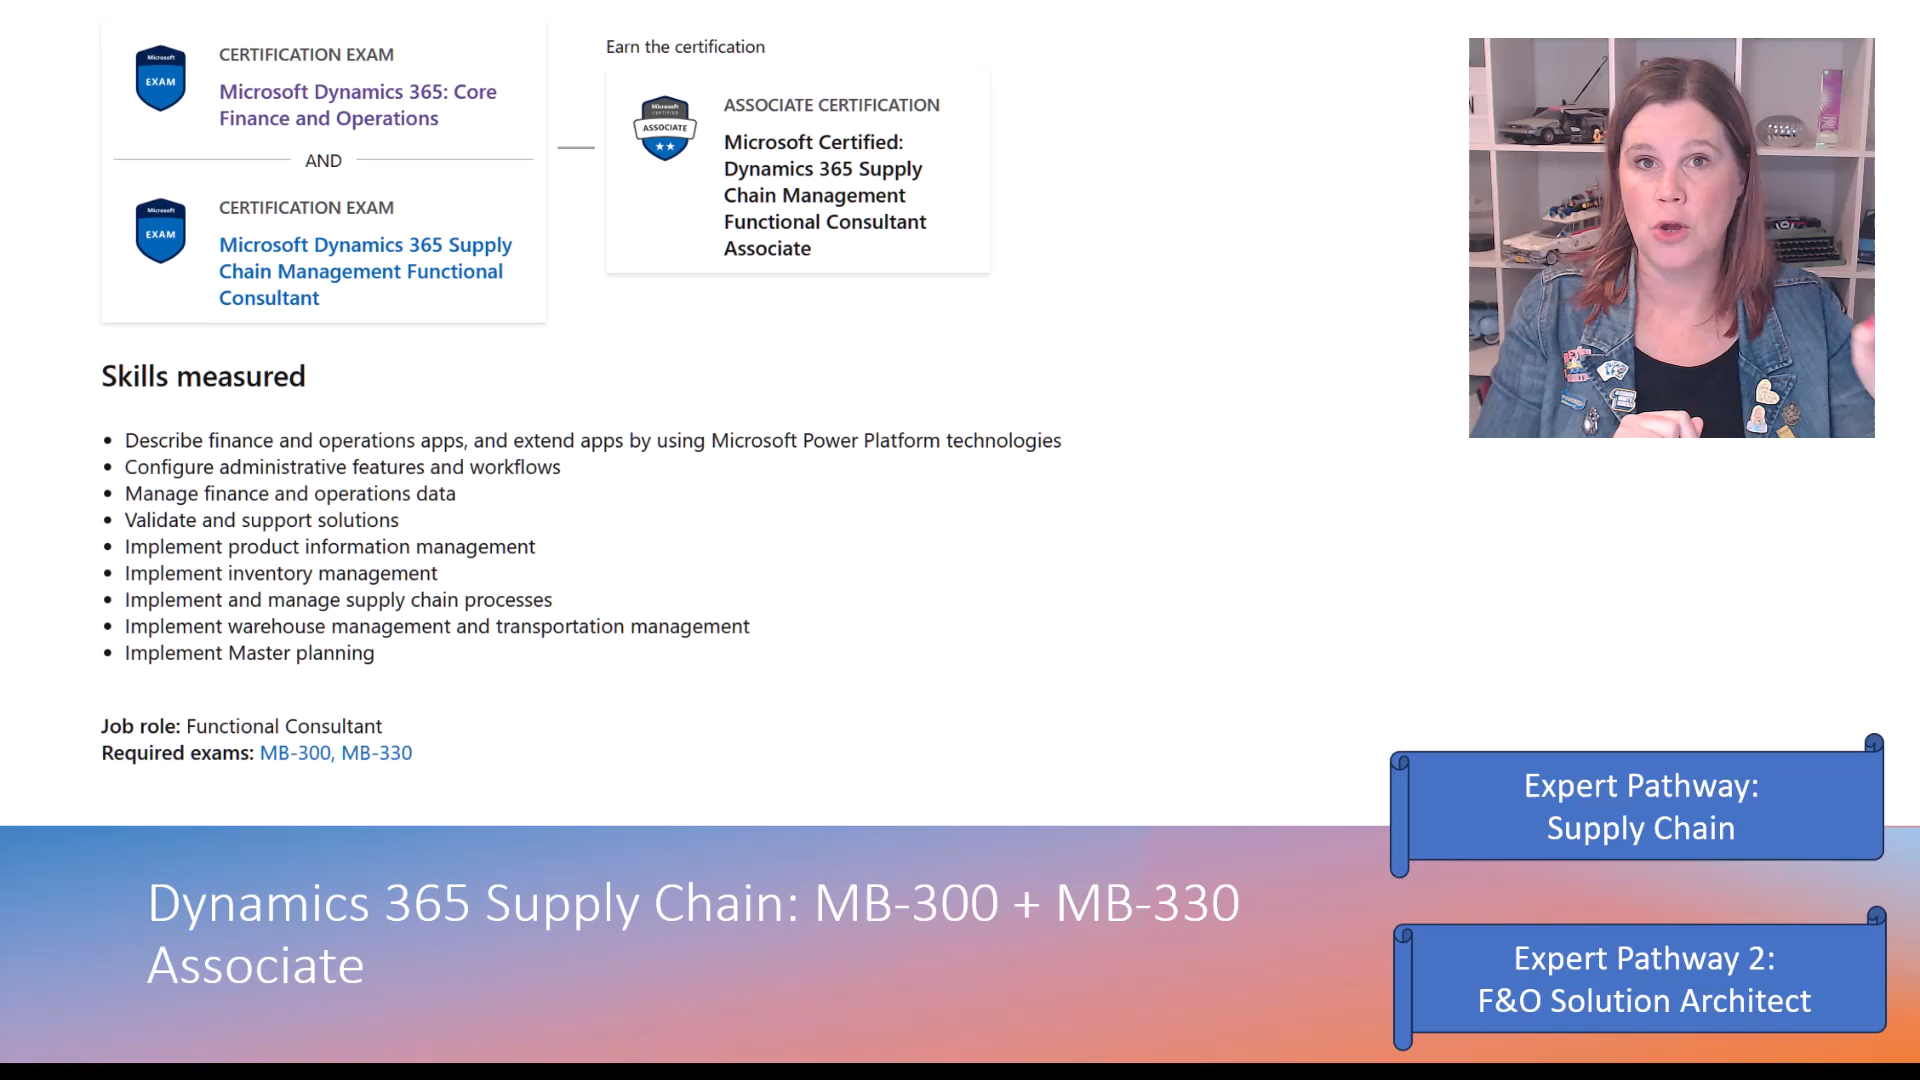 Microsoft
EXAM
CERTIFICATION EXAM
Microsoft Dynamics 365: Core
Finance and Operations
AND
Microsoft
EXAM
CERTIFICATION EXAM
Microsoft Dynamics 365 Supply
Chain Management Functional
Consultant
Earn the certification
Microsoft
CERTIFIED
ASSOCIATE
ASSOCIATE CERTIFICATION
Microsoft Certified:
Dynamics 365 Supply
Chain Management
Functional Consultant
Associate
Skills measured
• Describe finance and operations apps, and extend apps by using Microsoft Power Platform technologies
• Configure administrative features and workflows
• Manage finance and operations data
• Validate and support solutions
• Implement product information management
• Implement inventory management
• Implement and manage supply chain processes
• Implement warehouse management and transportation management
• Implement Master planning
Job role: Functional Consultant
Required exams: MB-300, MB-330
Expert Pathway:
Supply Chain
Dynamics 365 Supply Chain: MB-300 + MB-330
Associate
Expert Pathway 2:
F&O Solution Architect